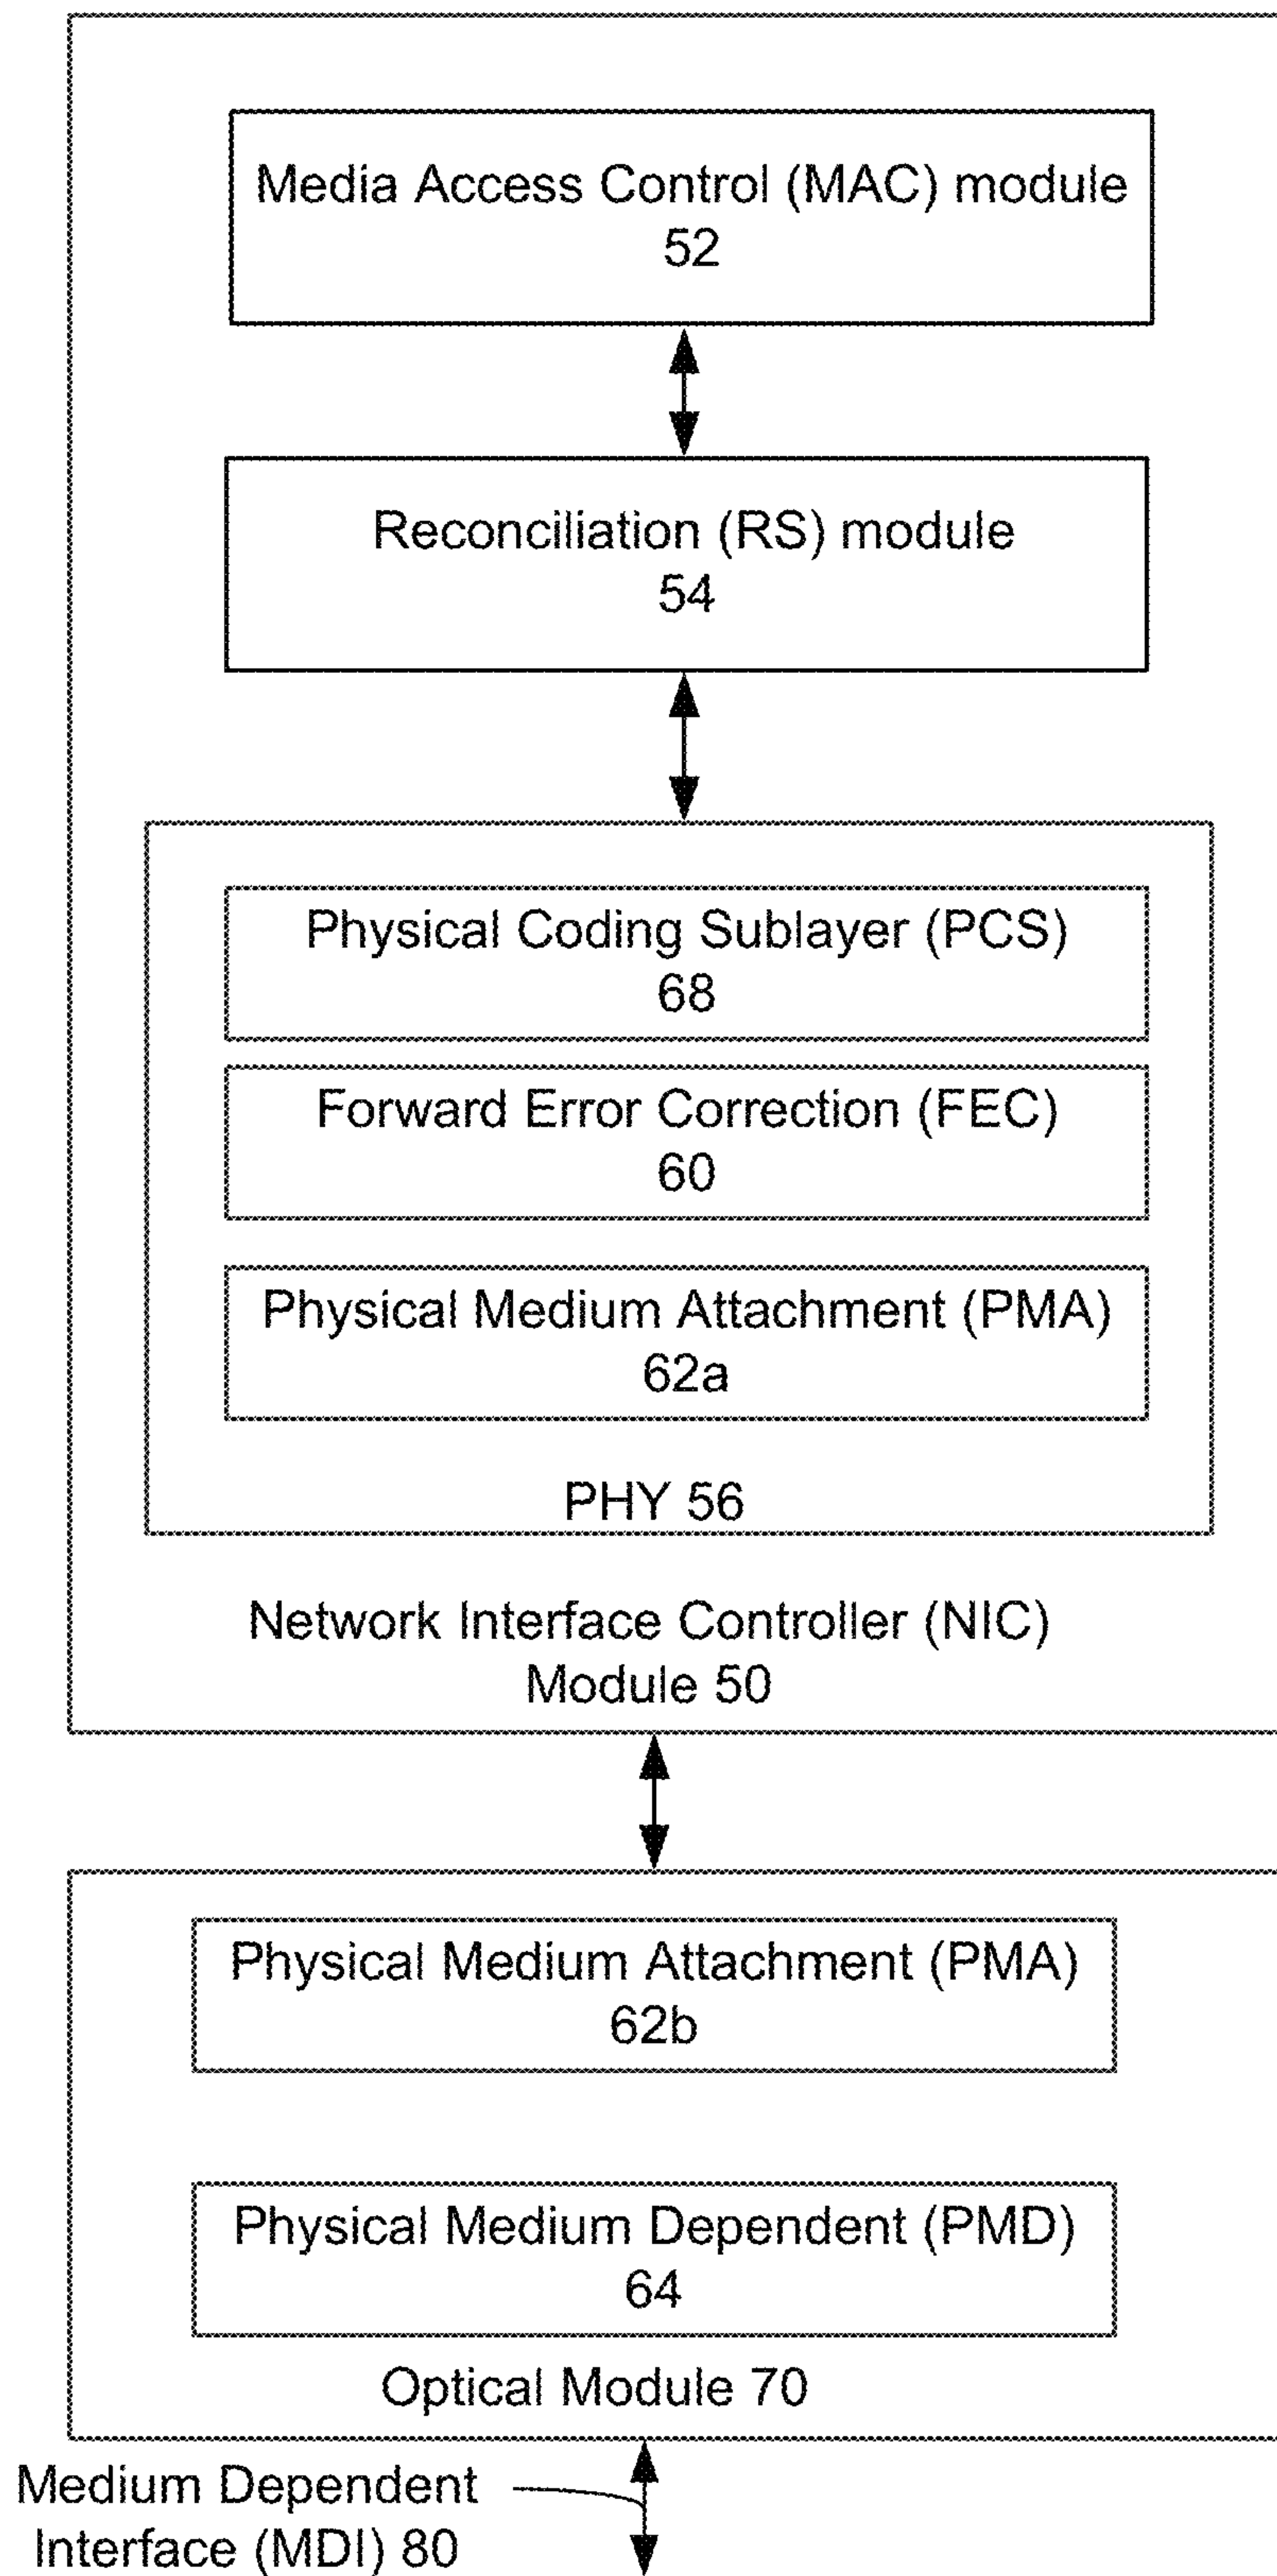 Media Access Control (MAC) module
52
Reconciliation (RS) module
54
Physical Coding Sublayer (PCS)
68
Forward Error Correction (FEC)
60
Physical Medium Attachment (PMA)
62a
PHY 56
Network Interface Controller (NIC)
Module 50
Physical Medium Attachment (PMA)
62b
Physical Medium Dependent (PMD)
64
Optical Module 70
Medium Dependent
Interface (MDI) 80